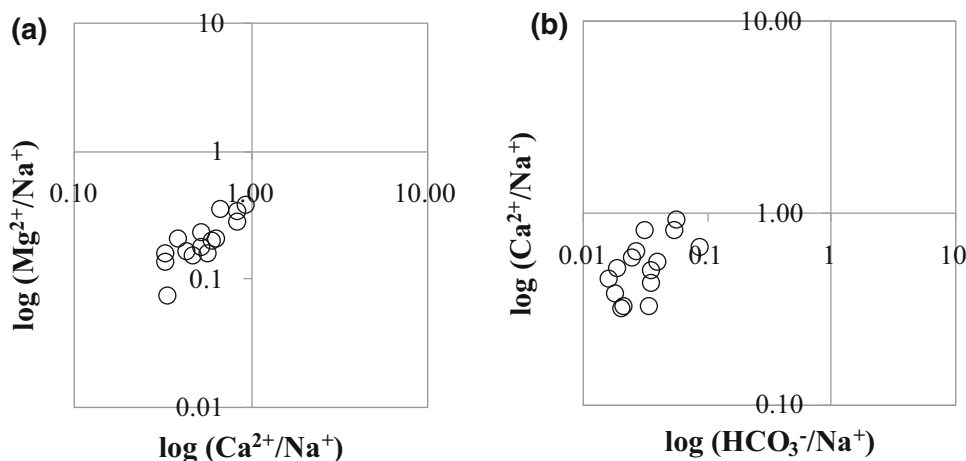 (a)
10
1
0.10 1.00 10.00
0.1
0.01
log (Mg²⁺/Na⁺)
log (Ca²⁺/Na⁺)
(b)
10.00
1.00
0.01 0.1 1 10
0.10
log (Ca²⁺/Na⁺)
log (HCO₃⁻/Na⁺)